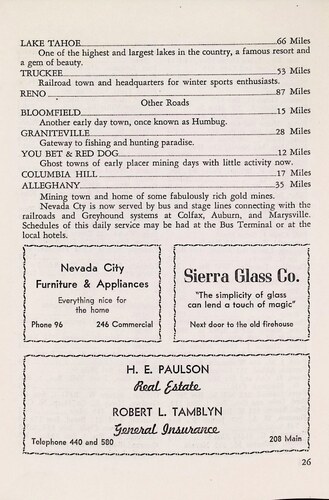 LAKE TAHOE 66 Miles
One of the highest and largest lakes in the country, a famous resort and
a gem of beauty.
TRUCKEE 53 Miles
Railroad town and headquarters for winter sports enthusiasts.
RENO 87 Miles
Other Roads
BLOOMFIELD 15 Miles
Another early day town, once known as Humbug.
GRANITEVILLE 28 Miles
Gateway to fishing and hunting paradise.
YOU BET & RED DOG 12 Miles
Ghost towns of early placer mining days with little activity now.
COLUMBIA HILL 17 Miles
ALLEGHANY 35 Miles
Mining town and home of some fabulously rich gold mines.
Nevada Cty is now served by bus and stage lines connecting with the
railroads and Greyhound systems at Colfax, Auburn, and Marysville.
Schedules of this daily service may be had at the Bus Terminal or at the
local hotels.
Nevada City
Furniture & Appliances
Everything nice for
the home
Phone 96 246 Commercial
Sierra Glass Co.
"The simplicity of glass
can lend a touch of magic"
Next door to the old firehouse
H. E. PAULSON
Real Estate
ROBERT L. TAMBLYN
General Insurance
Telephone 440 and 580 208 Main
26